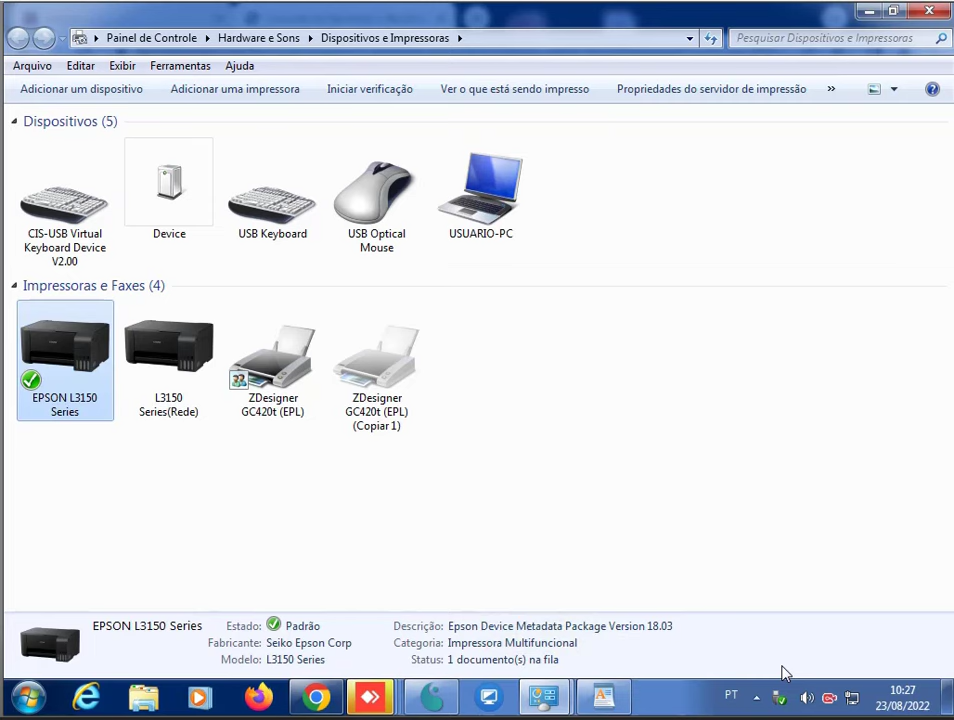 Painel de Controle Hardware e Sons Dispositivos e Impressoras
Pesquisar Dispositivos e Impressoras
Arquivo Editar Exibir Ferramentas Ajuda
Adicionar um dispositivo Adicionar uma impressora Iniciar verificação Ver o que está sendo impresso Propriedades do servidor de impressão »
Dispositivos (5)
CIS-USB Virtual
Keyboard Device
V2.00
Device
USB Keyboard
USB Optical
Mouse
USUARIO-PC
Impressoras e Faxes (4)
EPSON L3150
Series
L3150
Series(Rede)
ZDesigner
GC420t (EPL)
ZDesigner
GC420t (EPL)
(Copiar 1)
EPSON L3150 Series
Estado: Padrão
Fabricante: Seiko Epson Corp
Modelo: L3150 Series
Descrição: Epson Device Metadata Package Version 18.03
Categoria: Impressora Multifuncional
Status: 1 documento(s) na fila
PT
10:27
23/08/2022